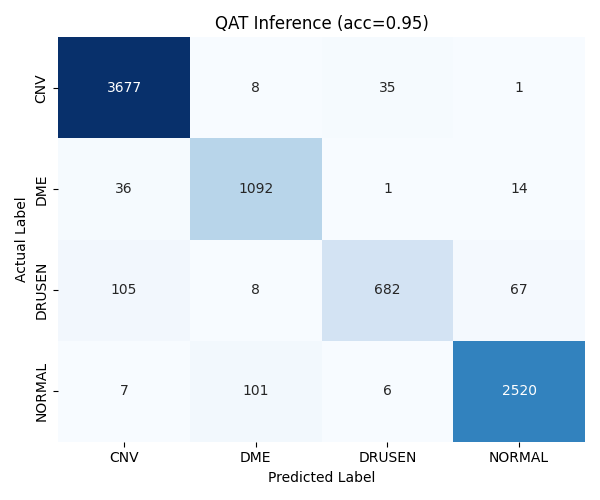 QAT Inference (acc=0.95)
Actual Label
CNV 3677 8 35 1
DME 36 1092 1 14
DRUSEN 105 8 682 67
NORMAL 7 101 6 2520
CNV DME DRUSEN NORMAL
Predicted Label